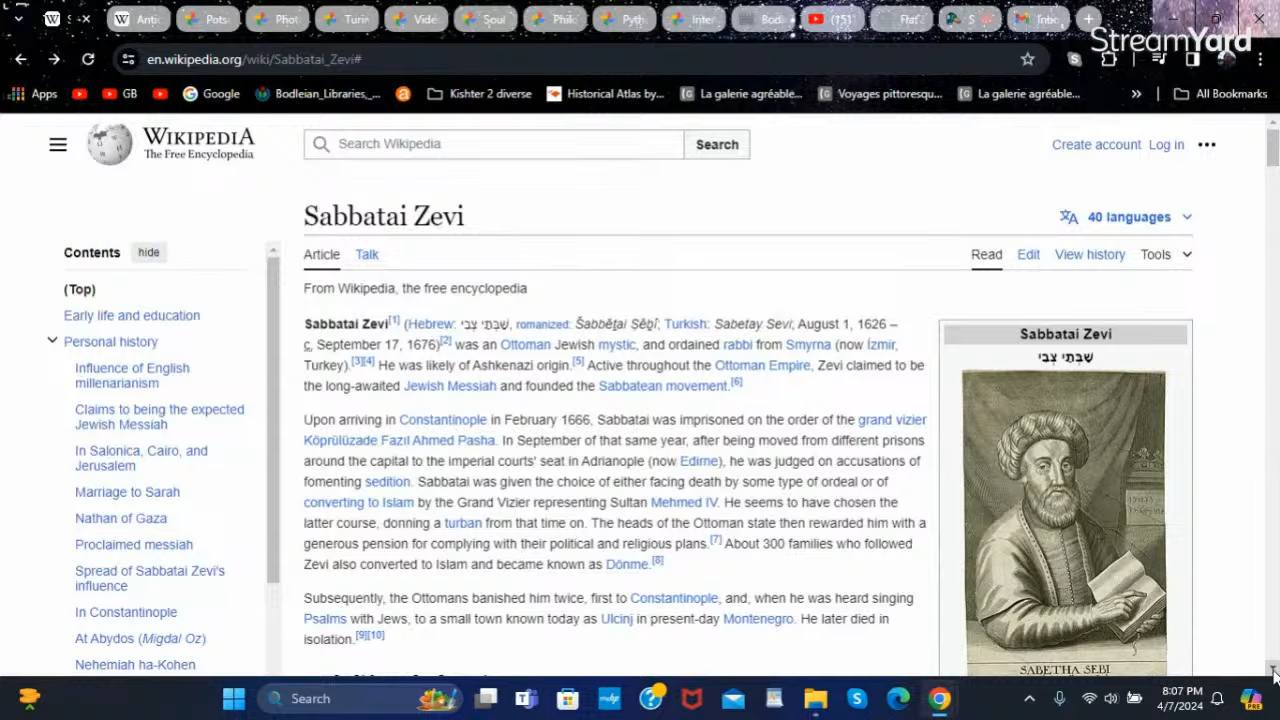 Anti
Pots
Phot
Turi
Vide
Soul
Phil
Pyth
Inte
Bod
(15)
Inbo
StreamYard
en.wikipedia.org/wiki/Sabbatai_Zevi#
Apps
GB
Google
Bodleian_Libraries,_...
Kishter 2 diverse
Historical Atlas by...
La galerie agréable...
Voyages pittoresqu...
La galerie agréable...
All Bookmarks
WIKIPEDIA
The Free Encyclopedia
Search Wikipedia
Search
Create account
Log in
Sabbatai Zevi
40 languages
Contents
hide
(Top)
Early life and education
Personal history
Influence of English
millenarianism
Claims to being the expected
Jewish Messiah
In Salonica, Cairo, and
Jerusalem
Marriage to Sarah
Nathan of Gaza
Proclaimed messiah
Spread of Sabbatai Zevi's
influence
In Constantinople
At Abydos (Migdal Oz)
Nehemiah ha-Kohen
Article
Talk
Read
Edit
View history
Tools
From Wikipedia, the free encyclopedia
Sabbatai Zevi[1] (Hebrew: שַׁבְּתַי צְבִי, romanized: Šabbĕṯai Ṣĕḇī, Turkish: Sabetay Sevi, August 1, 1626 –
c. September 17, 1676)[2] was an Ottoman Jewish mystic, and ordained rabbi from Smyrna (now İzmir,
Turkey).[3][4] He was likely of Ashkenazi origin.[5] Active throughout the Ottoman Empire, Zevi claimed to be
the long-awaited Jewish Messiah and founded the Sabbatean movement.[6]
Upon arriving in Constantinople in February 1666, Sabbatai was imprisoned on the order of the grand vizier
Köprülüzade Fazıl Ahmed Pasha. In September of that same year, after being moved from different prisons
around the capital to the imperial courts' seat in Adrianople (now Edirne), he was judged on accusations of
fomenting sedition. Sabbatai was given the choice of either facing death by some type of ordeal or of
converting to Islam by the Grand Vizier representing Sultan Mehmed IV. He seems to have chosen the
latter course, donning a turban from that time on. The heads of the Ottoman state then rewarded him with a
generous pension for complying with their political and religious plans.[7] About 300 families who followed
Zevi also converted to Islam and became known as Dönme.[8]
Subsequently, the Ottomans banished him twice, first to Constantinople, and, when he was heard singing
Psalms with Jews, to a small town known today as Ulcinj in present-day Montenegro. He later died in
isolation.[9][10]
Sabbatai Zevi
שַׁבְּתַי צְבִי
SABETHA SEBI
Search
8:07 PM
4/7/2024